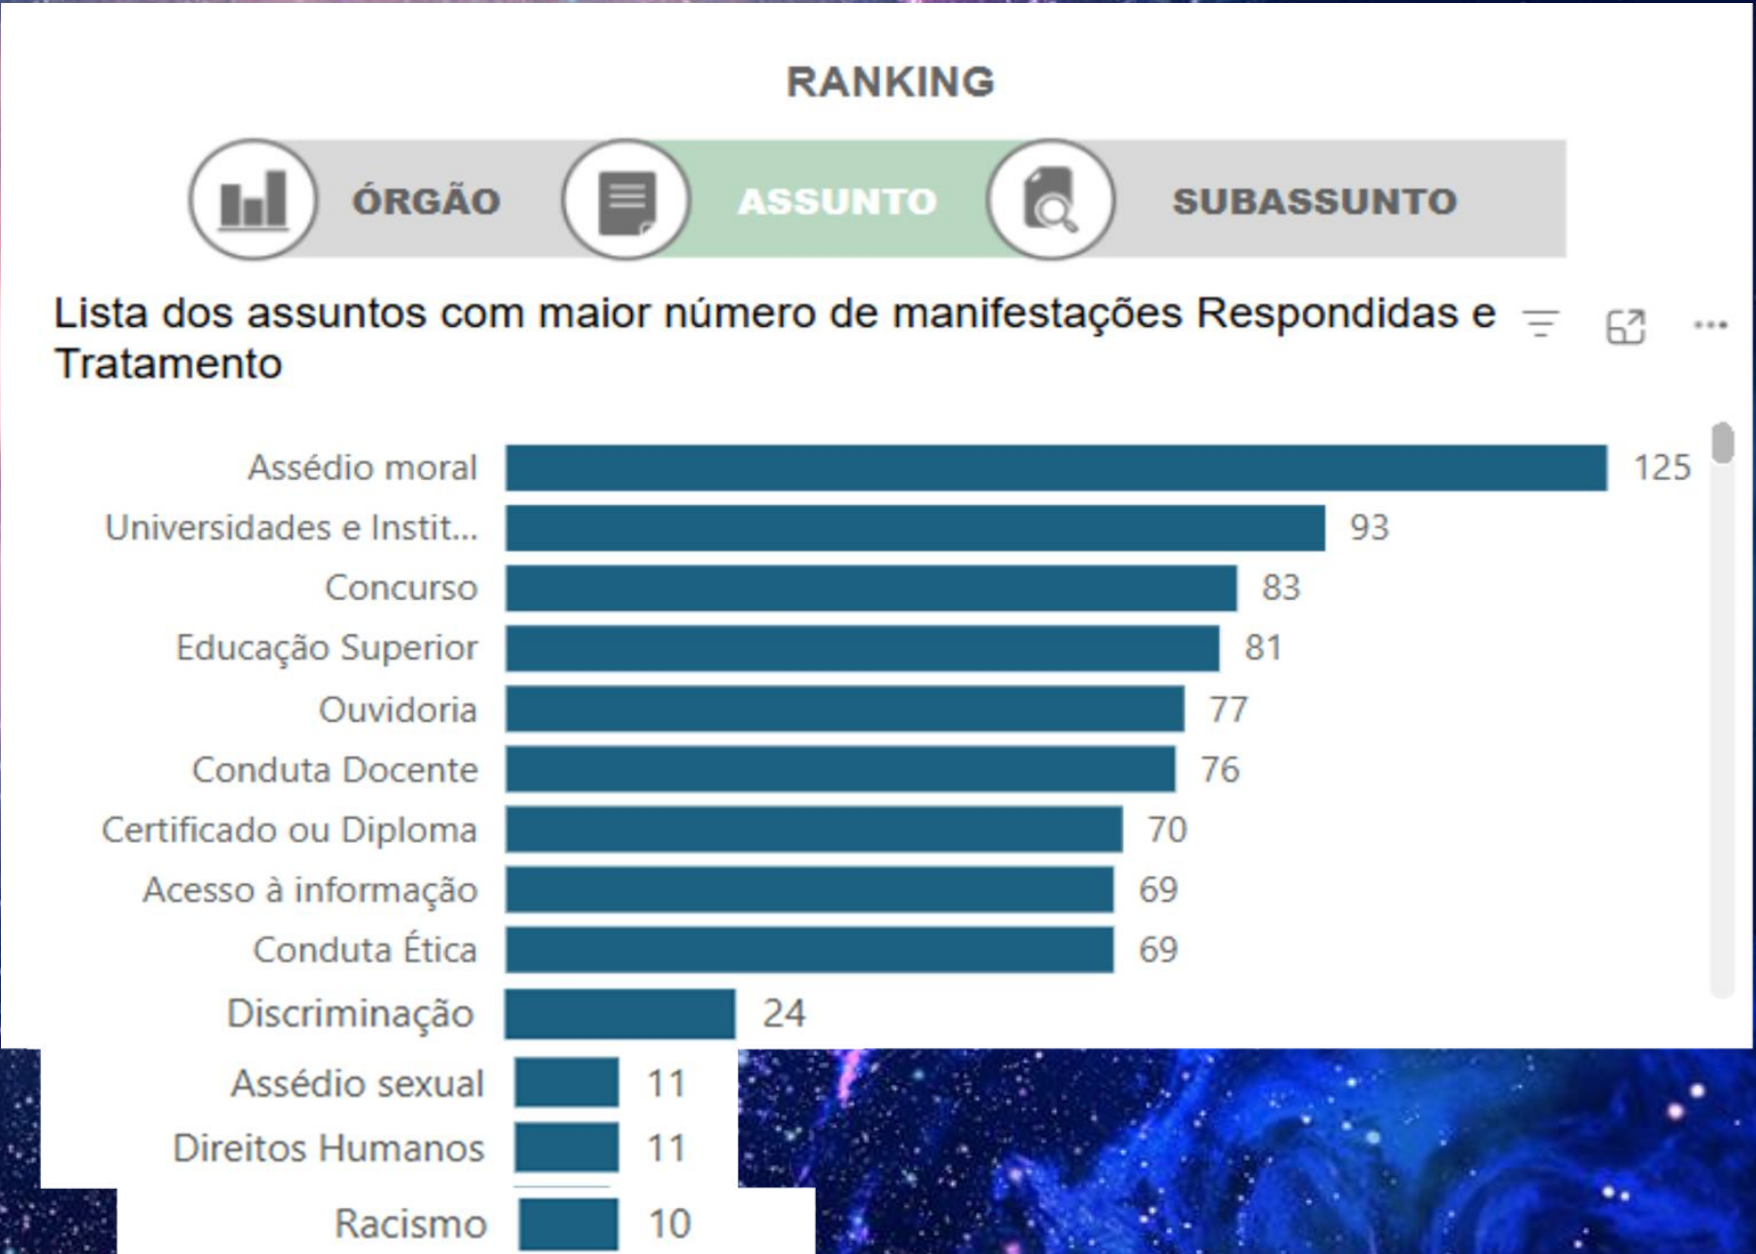 RANKING
ÓRGÃO ASSUNTO SUBASSUNTO
Lista dos assuntos com maior número de manifestações Respondidas e
Tratamento
Assédio moral 125
Universidades e Instit... 93
Concurso 83
Educação Superior 81
Ouvidoria 77
Conduta Docente 76
Certificado ou Diploma 70
Acesso à informação 69
Conduta Ética 69
Discriminação 24
Assédio sexual 11
Direitos Humanos 11
Racismo 10